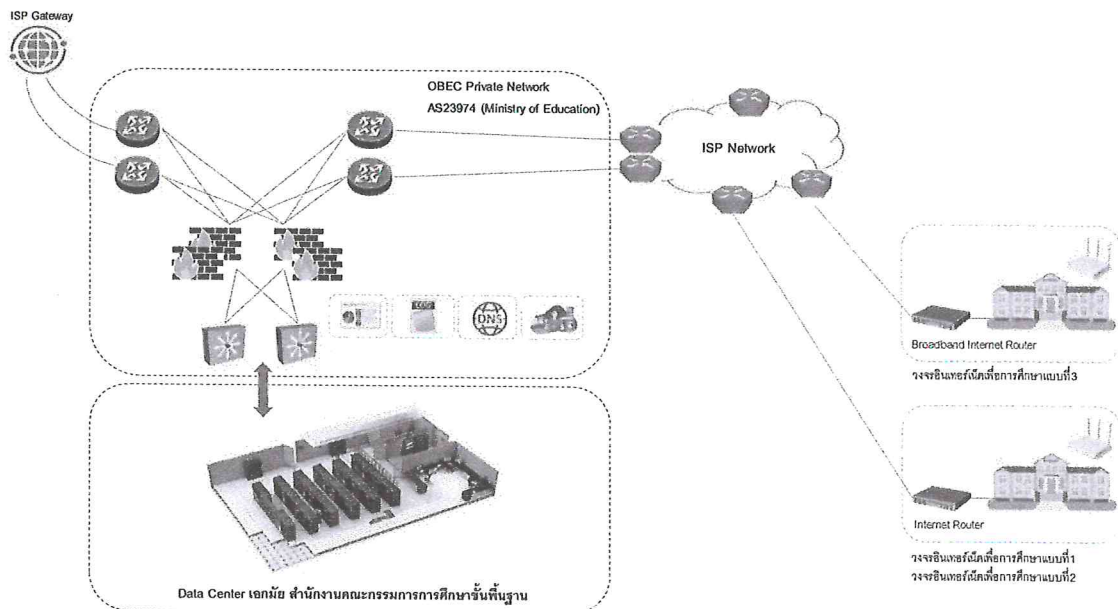 ISP Gateway
OBEC Private Network
AS23974 (Ministry of Education)
ISP Network
LOG
DNS
Broadband Internet Router
วงจรอินเทอร์เน็ตเพื่อการศึกษาแบบที่3
Internet Router
วงจรอินเทอร์เน็ตเพื่อการศึกษาแบบที่1
วงจรอินเทอร์เน็ตเพื่อการศึกษาแบบที่2
Data Center เอกมัย สำนักงานคณะกรรมการการศึกษาขั้นพื้นฐาน